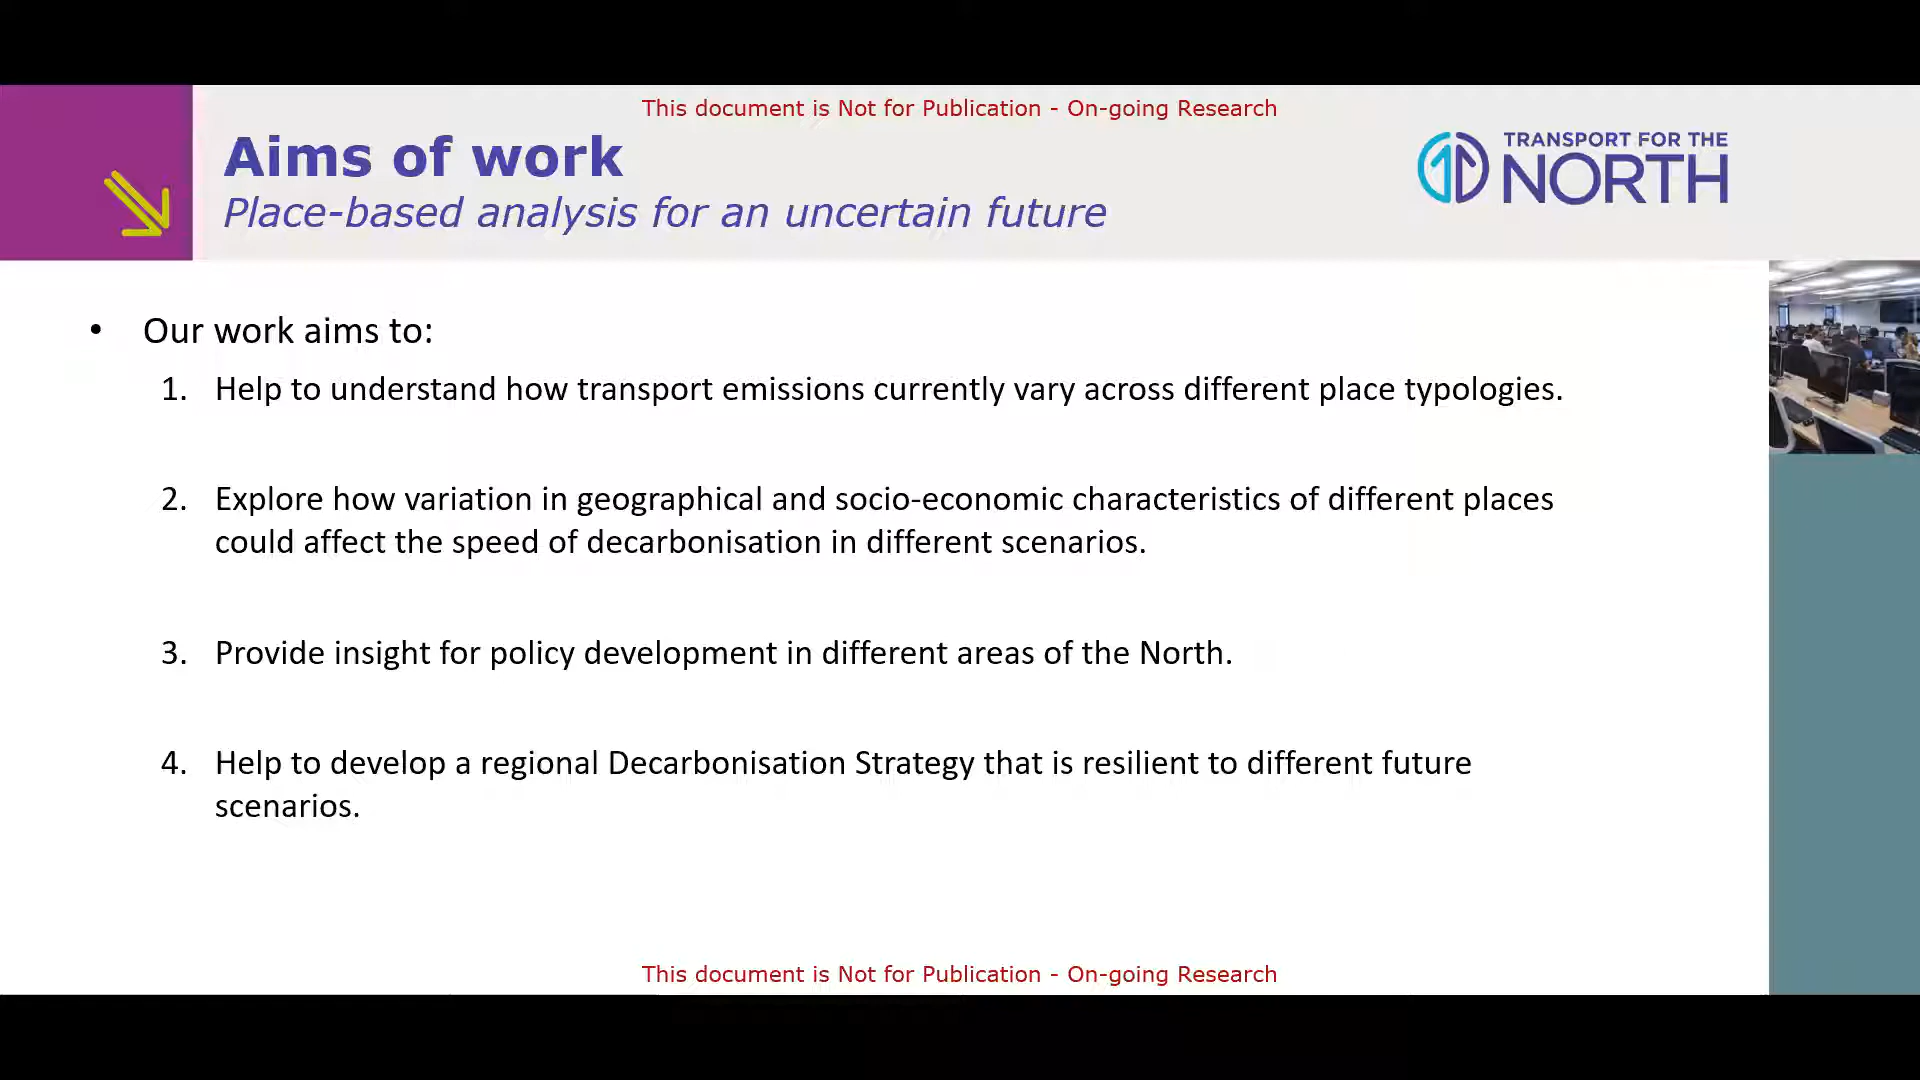 This document is Not for Publication - On-going Research
Aims of work
Place-based analysis for an uncertain future
TRANSPORT FOR THE
NORTH
• Our work aims to:
1. Help to understand how transport emissions currently vary across different place typologies.
2. Explore how variation in geographical and socio-economic characteristics of different places
could affect the speed of decarbonisation in different scenarios.
3. Provide insight for policy development in different areas of the North.
4. Help to develop a regional Decarbonisation Strategy that is resilient to different future
scenarios.
This document is Not for Publication - On-going Research